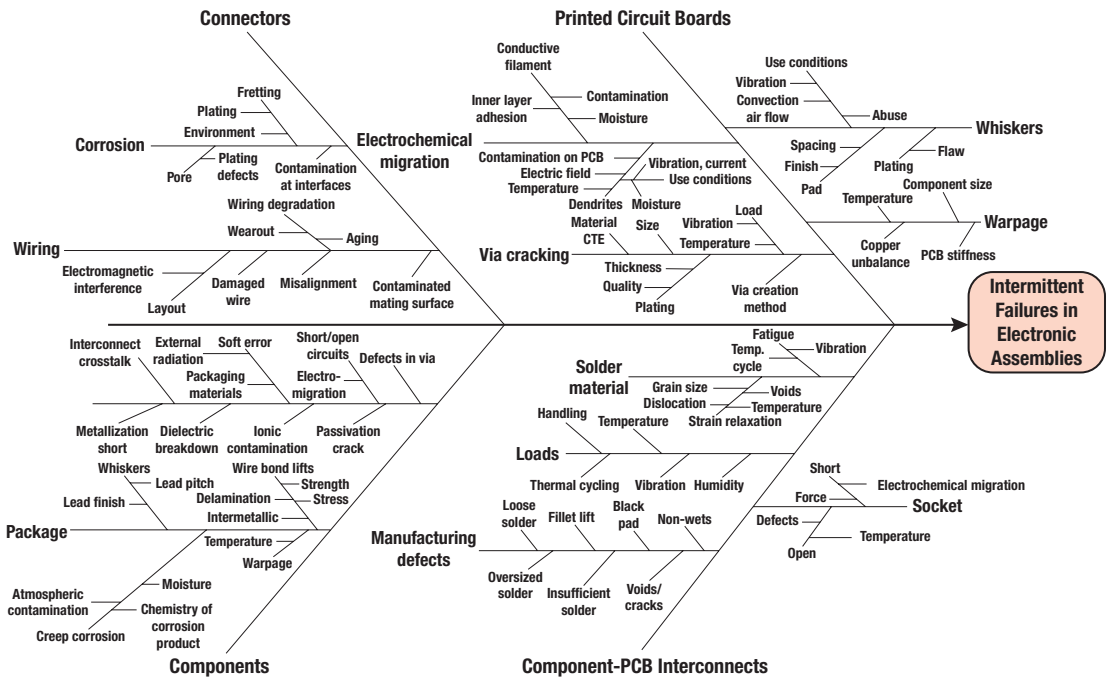 Connectors
Printed Circuit Boards
Fretting
Plating
Environment
Corrosion
Pore
Plating
defects
Contamination
at interfaces
Wiring degradation
Wearout
Aging
Wiring
Electromagnetic
interference
Layout
Damaged
wire
Misalignment
Contaminated
mating surface
Conductive
filament
Inner layer
adhesion
Contamination
Moisture
Electrochemical
migration
Contamination on PCB
Electric field
Temperature
Dendrites
Vibration, current
Use conditions
Moisture
Use conditions
Vibration
Convection
air flow
Abuse
Whiskers
Spacing
Finish
Pad
Flaw
Plating
Material
CTE
Size
Vibration
Load
Temperature
Via cracking
Thickness
Quality
Plating
Via creation
method
Temperature
Component size
Warpage
Copper
unbalance
PCB stiffness
Intermittent
Failures in
Electronic
Assemblies
Interconnect
crosstalk
External
radiation
Soft error
Packaging
materials
Short/open
circuits
Electro-
migration
Defects in via
Metallization
short
Dielectric
breakdown
Ionic
contamination
Passivation
crack
Whiskers
Lead pitch
Lead finish
Wire bond lifts
Strength
Delamination
Stress
Intermetallic
Package
Temperature
Warpage
Moisture
Atmospheric
contamination
Chemistry of
corrosion
product
Creep corrosion
Components
Fatigue
Temp.
cycle
Vibration
Solder
material
Grain size
Dislocation
Voids
Temperature
Strain relaxation
Handling
Temperature
Loads
Thermal cycling
Vibration
Humidity
Short
Electrochemical migration
Force
Socket
Defects
Temperature
Open
Loose
solder
Fillet lift
Black
pad
Non-wets
Manufacturing
defects
Oversized
solder
Insufficient
solder
Voids/
cracks
Component-PCB Interconnects